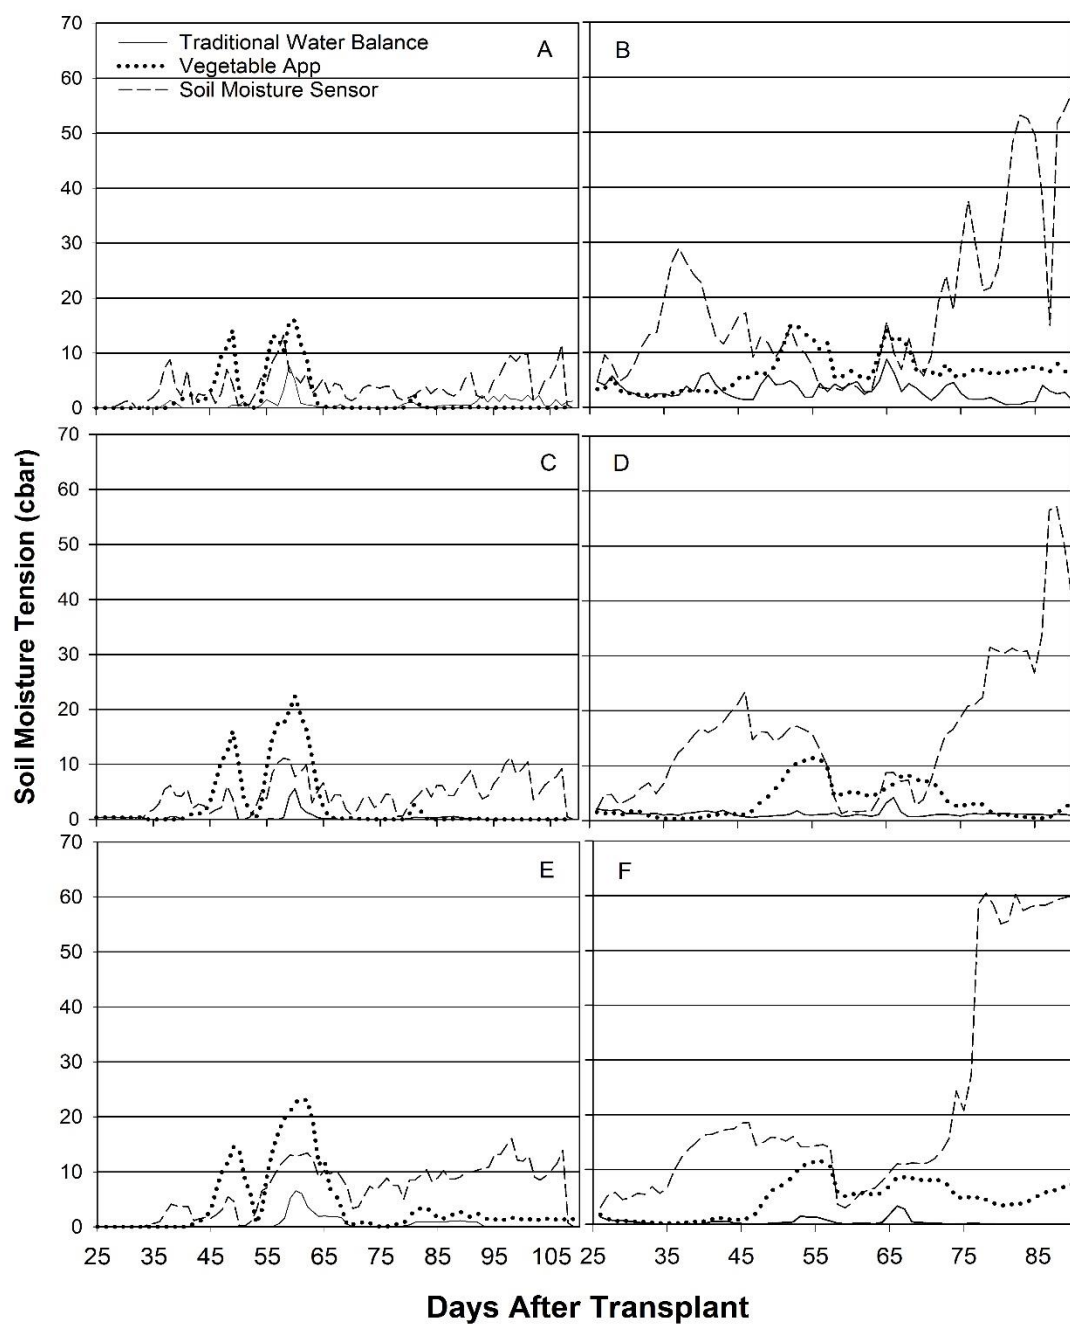 70
60
50
40
30
20
10
0
Traditional Water Balance
Vegetable App
Soil Moisture Sensor
A
B
70
60
50
40
30
20
10
0
C
D
70
60
50
40
30
20
10
0
E
F
Soil Moisture Tension (cbar)
25 35 45 55 65 75 85 95 105
25 35 45 55 65 75 85
Days After Transplant